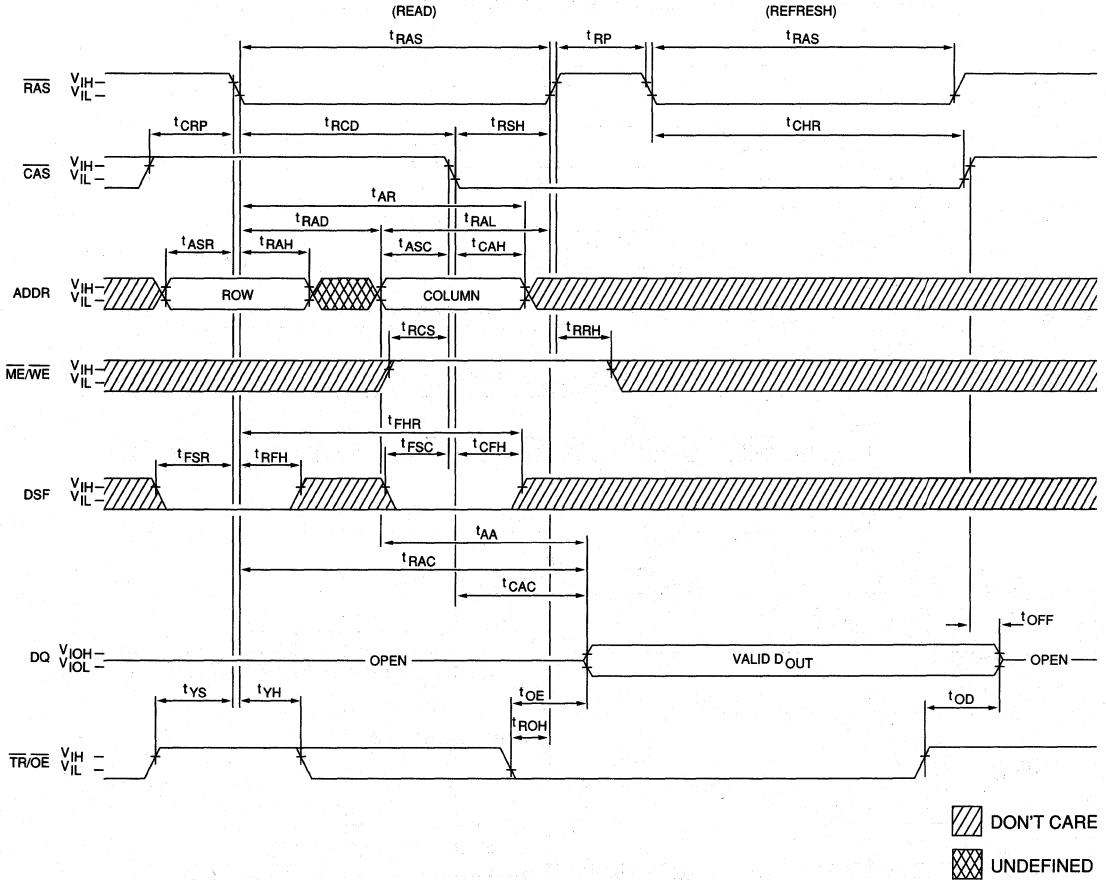 (READ) (REFRESH)
tRAS tRP tRAS
RAS VIH
VIL
tCRP tRCD tRSH tCHR
CAS VIH
VIL
tAR
tRAD tRAL
tASR tRAH tASC tCAH
ADDR VIH
VIL
ROW COLUMN
tRCS tRRH
ME/WE VIH
VIL
tFHR
tFSR tRFH tFSC tCFH
DSF VIH
VIL
tAA
tRAC
tCAC
tOFF
DQ VIOH
VIOL
OPEN VALID DOUT OPEN
tYS tYH tOE tOD
tROH
TR/OE VIH
VIL
DON'T CARE
UNDEFINED